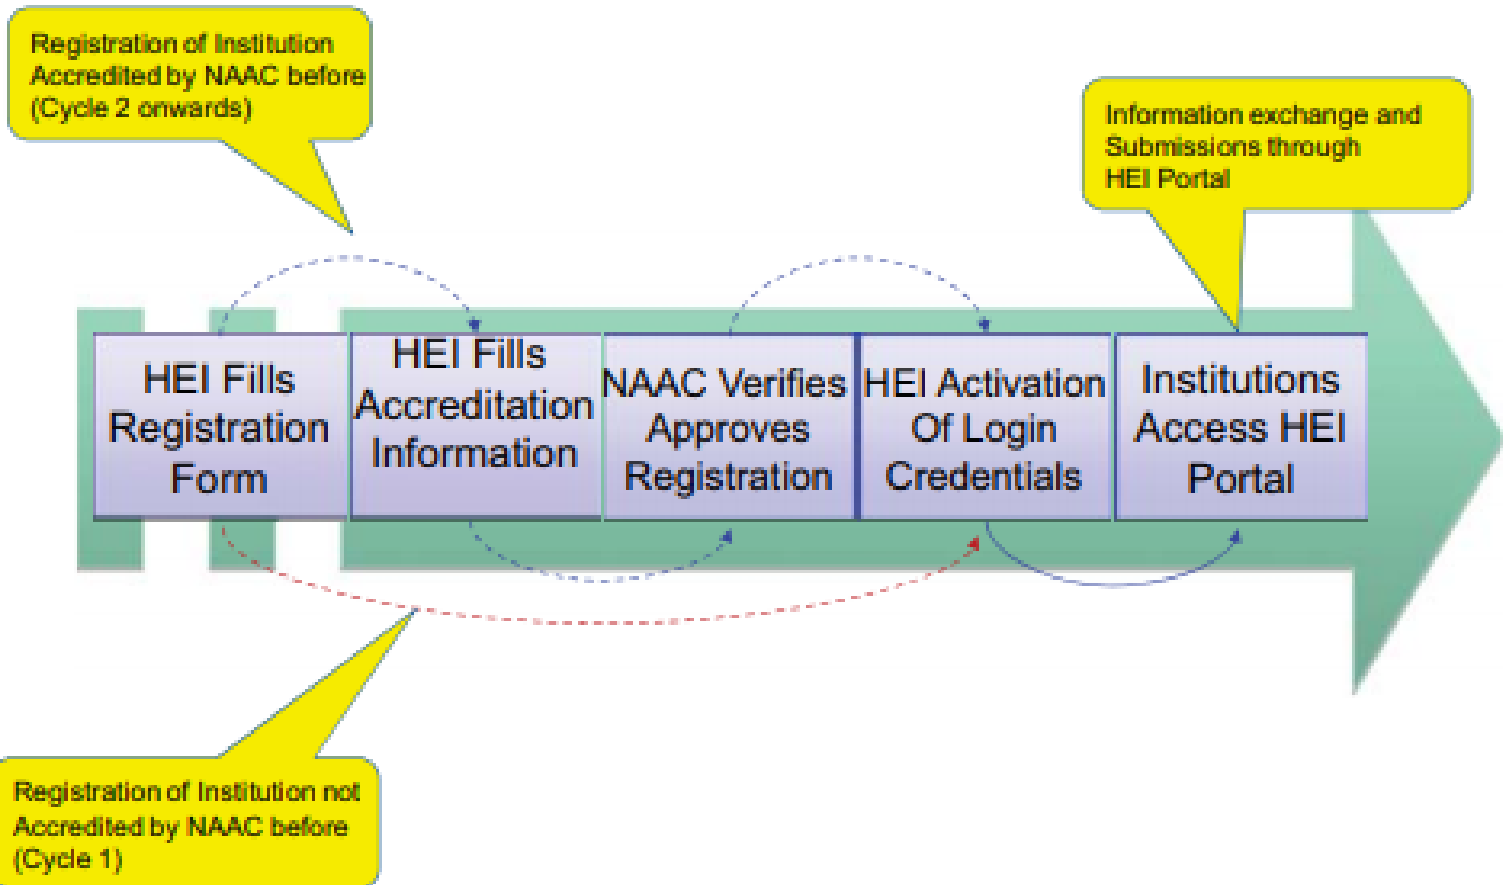 Registration of Institution
Accredited by NAAC before
(Cycle 2 onwards)
Information exchange and
Submissions through
HEI Portal
HEI Fills
Registration
Form
HEI Fills
Accreditation
Information
NAAC Verifies
Approves
Registration
HEI Activation
Of Login
Credentials
Institutions
Access HEI
Portal
Registration of Institution not
Accredited by NAAC before
(Cycle 1)